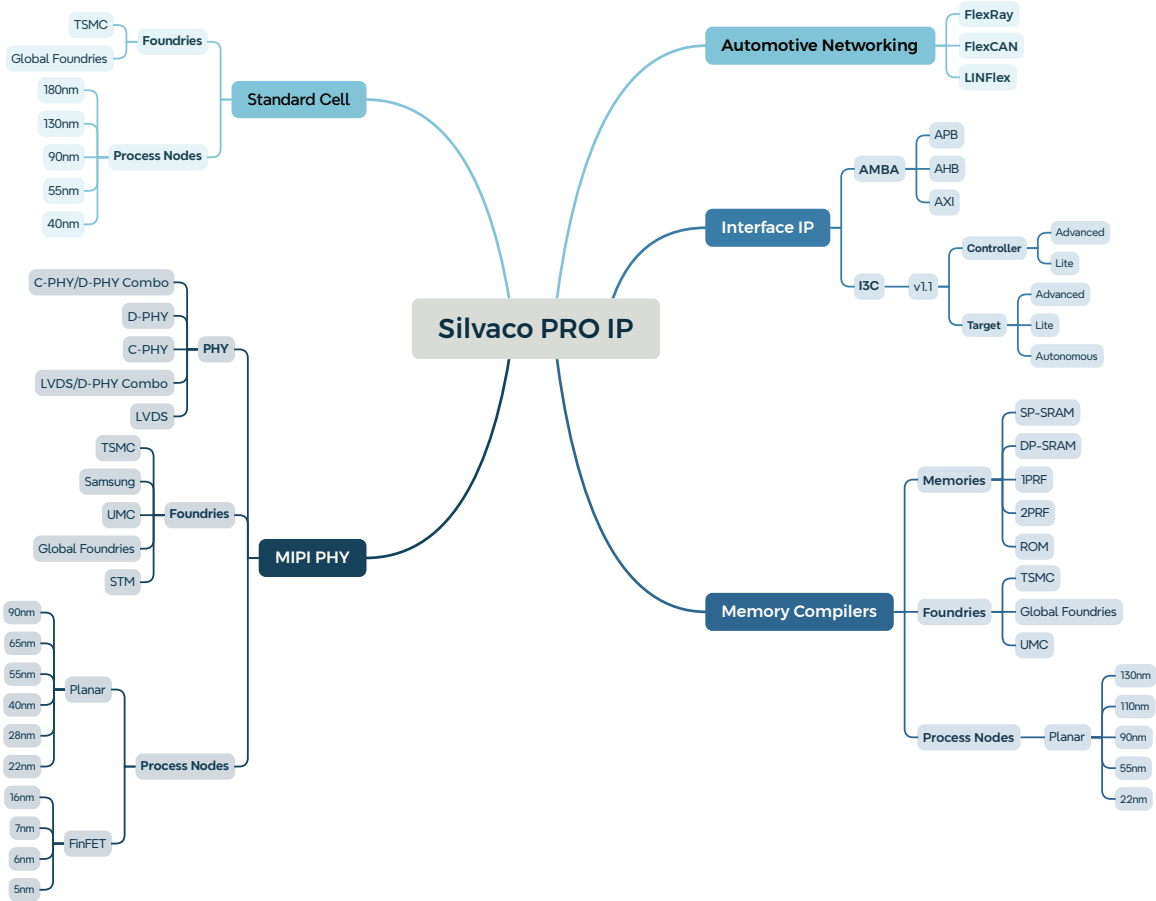 Silvaco PRO IP
Standard Cell
Foundries
TSMC
Global Foundries
Process Nodes
180nm
130nm
90nm
55nm
40nm
MIPI PHY
PHY
C-PHY/D-PHY Combo
D-PHY
C-PHY
LVDS/D-PHY Combo
LVDS
Foundries
TSMC
Samsung
UMC
Global Foundries
STM
Process Nodes
Planar
90nm
65nm
55nm
40nm
28nm
22nm
FinFET
16nm
7nm
6nm
5nm
Automotive Networking
FlexRay
FlexCAN
LINFlex
Interface IP
AMBA
APB
AHB
AXI
I3C
v1.1
Controller
Advanced
Lite
Target
Advanced
Lite
Autonomous
Memory Compilers
Memories
SP-SRAM
DP-SRAM
1PRF
2PRF
ROM
Foundries
TSMC
Global Foundries
UMC
Process Nodes
Planar
130nm
110nm
90nm
55nm
22nm